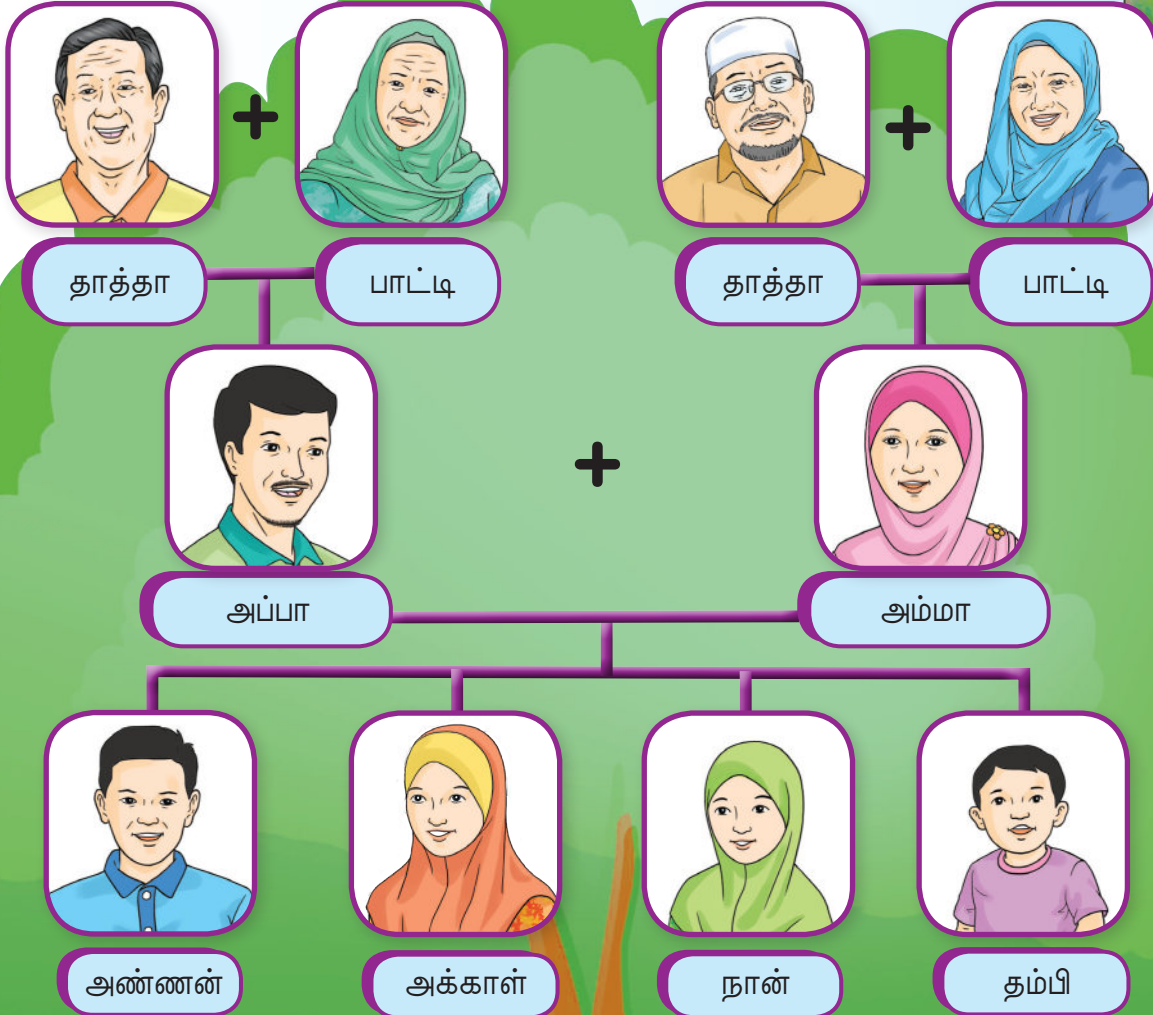 தாத்தா
பாட்டி
தாத்தா
பாட்டி
அப்பா
அம்மா
அண்ணன்
அக்காள்
நான்
தம்பி